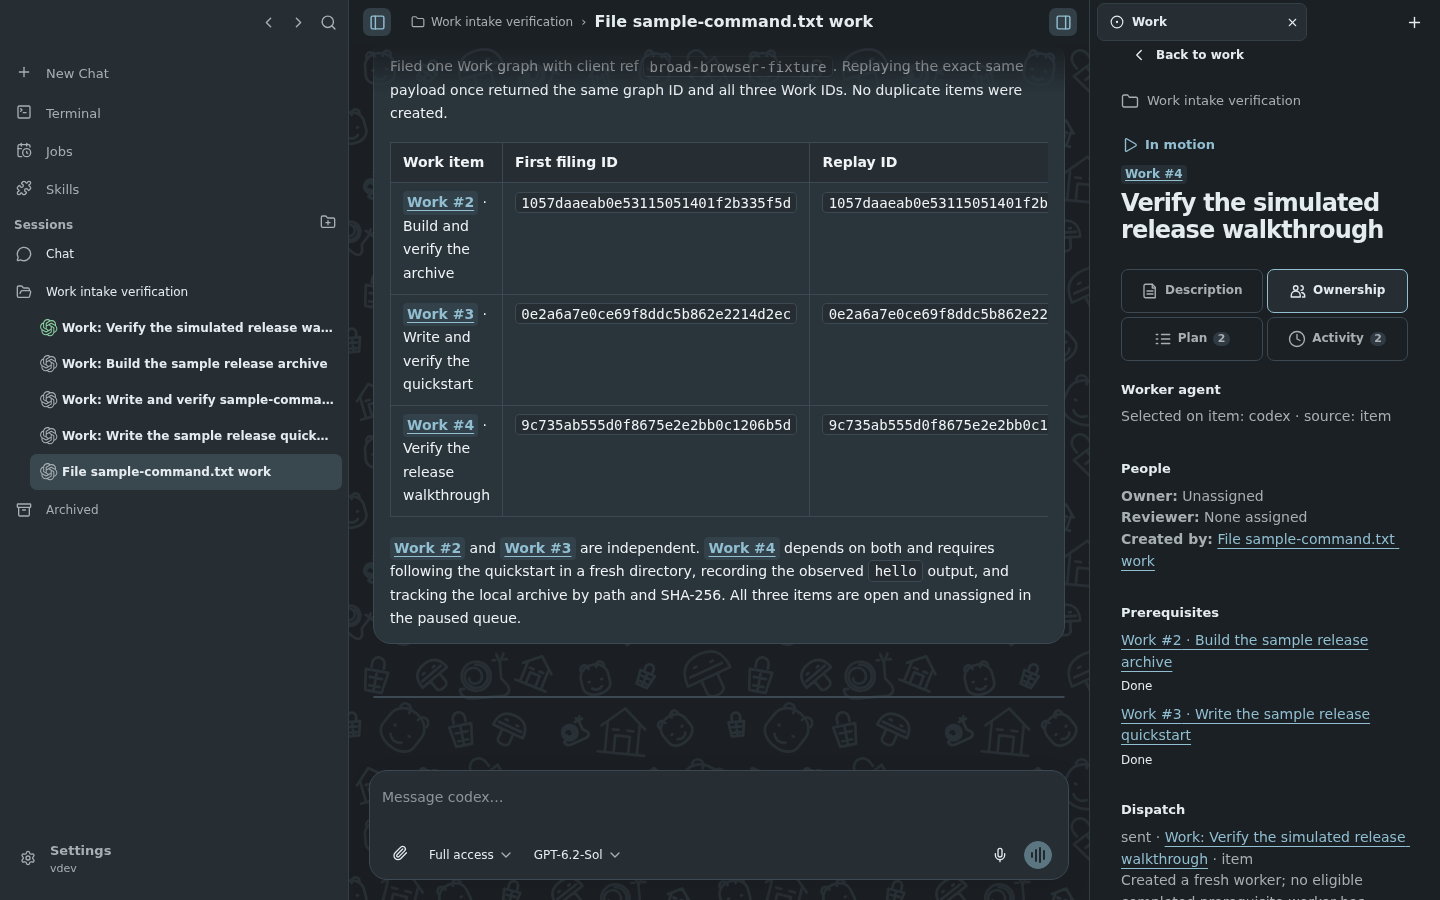 New Chat
Terminal
Jobs
Skills
Sessions
Chat
Work intake verification
Work: Verify the simulated release wa...
Work: Build the sample release archive
Work: Write and verify sample-comma...
Work: Write the sample release quick...
File sample-command.txt work
Archived
Settings
vdev
Work intake verification › File sample-command.txt work
Filed one Work graph with client ref broad-browser-fixture . Replaying the exact same
payload once returned the same graph ID and all three Work IDs. No duplicate items were
created.
Work item First filing ID Replay ID
Work #2 · 1057daaeab0e53115051401f2b335f5d 1057daaeab0e53115051401f2b
Build and
verify the
archive
Work #3 · 0e2a6a7e0ce69f8ddc5b862e2214d2ec 0e2a6a7e0ce69f8ddc5b862e22
Write and
verify the
quickstart
Work #4 · 9c735ab555d0f8675e2e2bb0c1206b5d 9c735ab555d0f8675e2e2bb0c1
Verify the
release
walkthrough
Work #2 and Work #3 are independent. Work #4 depends on both and requires
following the quickstart in a fresh directory, recording the observed hello output, and
tracking the local archive by path and SHA-256. All three items are open and unassigned in
the paused queue.
Message codex...
Full access GPT-6.2-Sol
Work
Back to work
Work intake verification
In motion
Work #4
Verify the simulated
release walkthrough
Description Ownership
Plan 2 Activity 2
Worker agent
Selected on item: codex · source: item
People
Owner: Unassigned
Reviewer: None assigned
Created by: File sample-command.txt
work
Prerequisites
Work #2 · Build the sample release
archive
Done
Work #3 · Write the sample release
quickstart
Done
Dispatch
sent · Work: Verify the simulated release
walkthrough · item
Created a fresh worker; no eligible